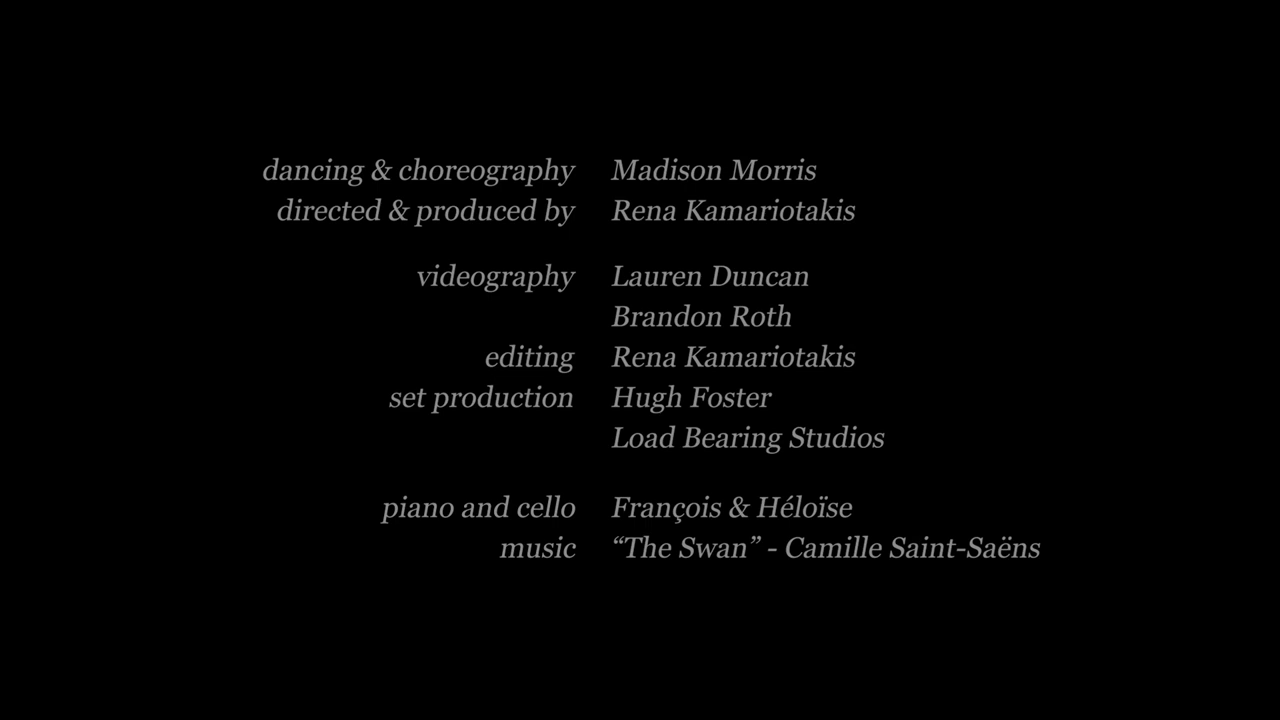 dancing & choreography Madison Morris
directed & produced by Rena Kamariotakis
videography Lauren Duncan
Brandon Roth
editing Rena Kamariotakis
set production Hugh Foster
Load Bearing Studios
piano and cello François & Héloïse
music “The Swan” - Camille Saint-Saëns